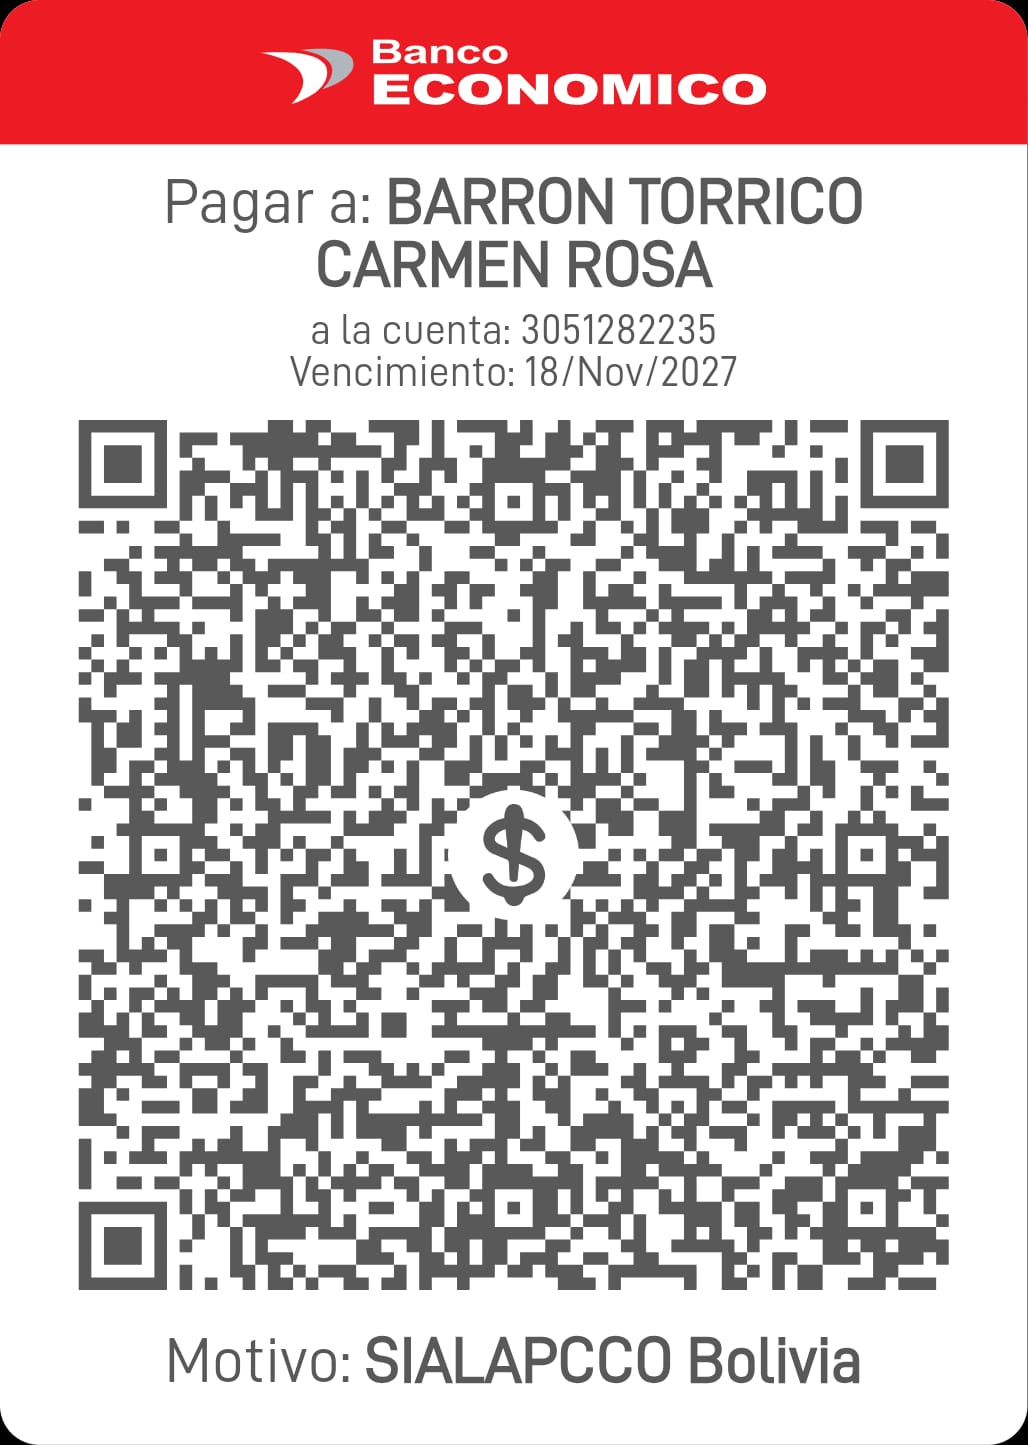 Banco
ECONOMICO
Pagar a: BARRON TORRICO
CARMEN ROSA
a la cuenta: 3051282235
Vencimiento: 18/Nov/2027
$
Motivo: SIALAPCCO Bolivia